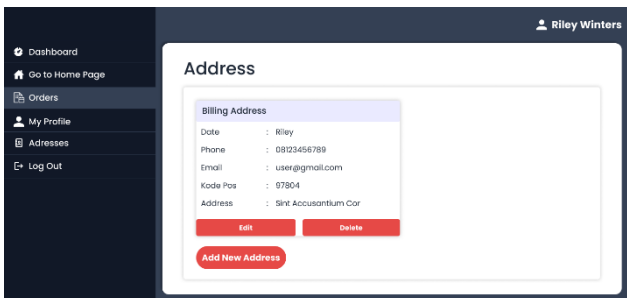 Riley Winters
Dashboard
Go to Home Page
Orders
My Profile
Adresses
Log Out
Address
Billing Address
Date : Riley
Phone : 08123456789
Email : user@gmail.com
Kode Pos : 97804
Address : Sint Accusantium Cor
Edit Delete
Add New Address